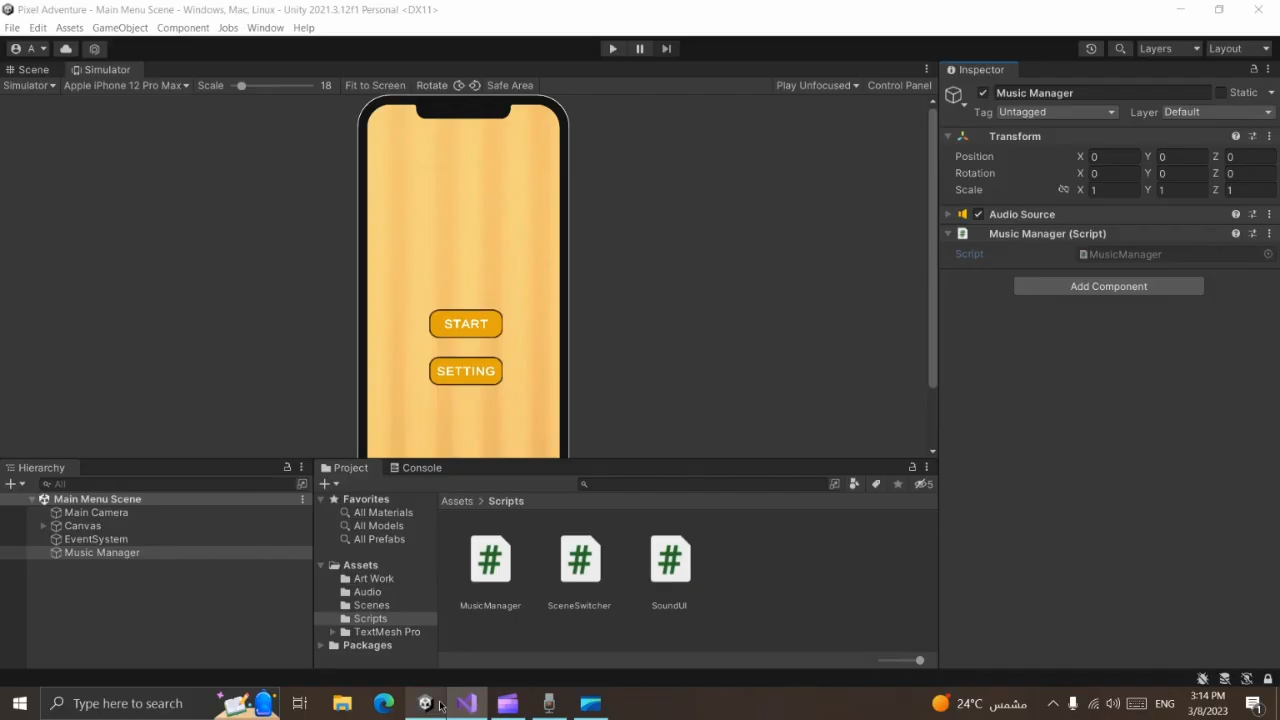 Pixel Adventure - Main Menu Scene - Windows, Mac, Linux - Unity 2021.3.12f1 Personal <DX11>
File Edit Assets GameObject Component Jobs Window Help
A Layers Layout
Scene Simulator Inspector
Simulator Apple iPhone 12 Pro Max Scale 18 Fit to Screen Rotate Safe Area Play Unfocused Control Panel
Music Manager Static
Tag Untagged Layer Default
Transform
Position X 0 Y 0 Z 0
Rotation X 0 Y 0 Z 0
Scale X 1 Y 1 Z 1
Audio Source
Music Manager (Script)
Script MusicManager
Add Component
START
SETTING
Hierarchy
All
Main Menu Scene
Main Camera
Canvas
EventSystem
Music Manager
Project Console
5
Favorites
All Materials
All Models
All Prefabs
Assets
Art Work
Audio
Scenes
Scripts
TextMesh Pro
Packages
Assets > Scripts
# # #
MusicManager SceneSwitcher SoundUI
Type here to search
24°C مشمس
3:14 PM
3/8/2023
1